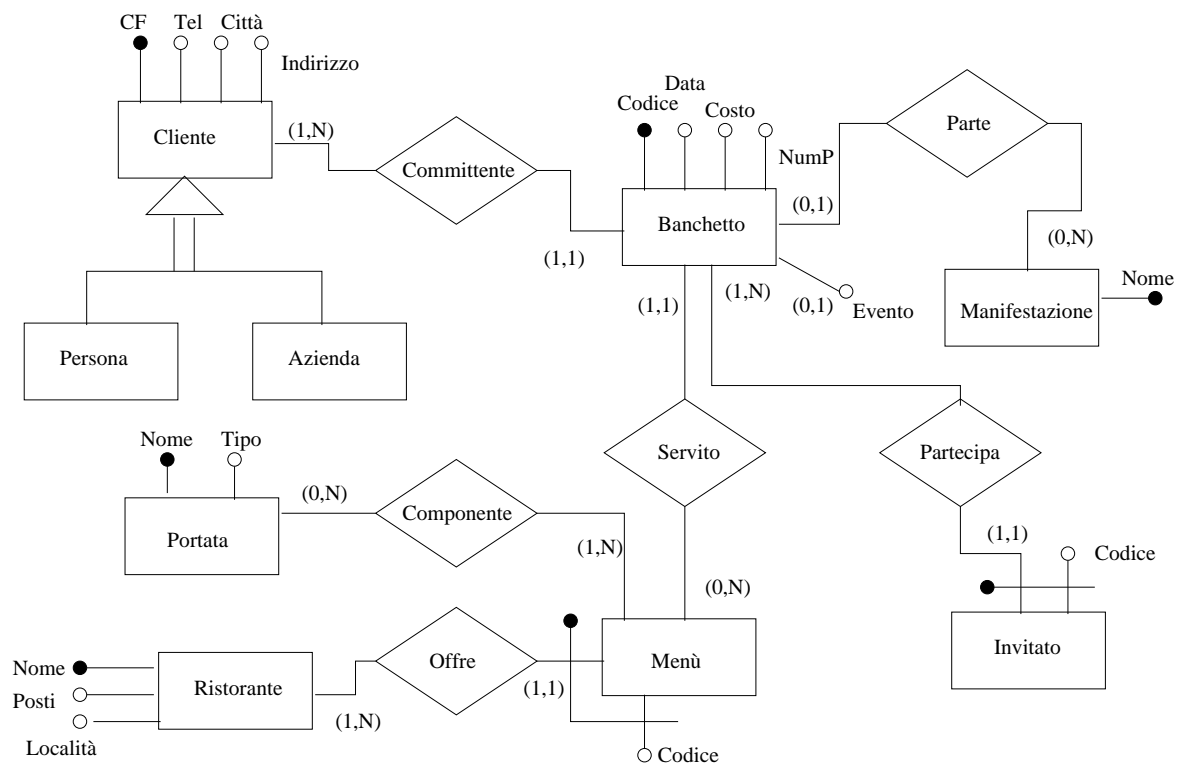 CF
Tel
Città
Indirizzo
Cliente
(1,N)
Committente
(1,1)
Data
Codice
Costo
NumP
Banchetto
(0,1)
Parte
(0,N)
Nome
Manifestazione
(1,1)
(1,N)
(0,1)
Evento
Persona
Azienda
Nome
Tipo
Portata
(0,N)
Componente
(1,N)
Servito
(0,N)
Partecipa
(1,1)
Codice
Invitato
Nome
Posti
Località
Ristorante
(1,N)
Offre
(1,1)
Menù
Codice